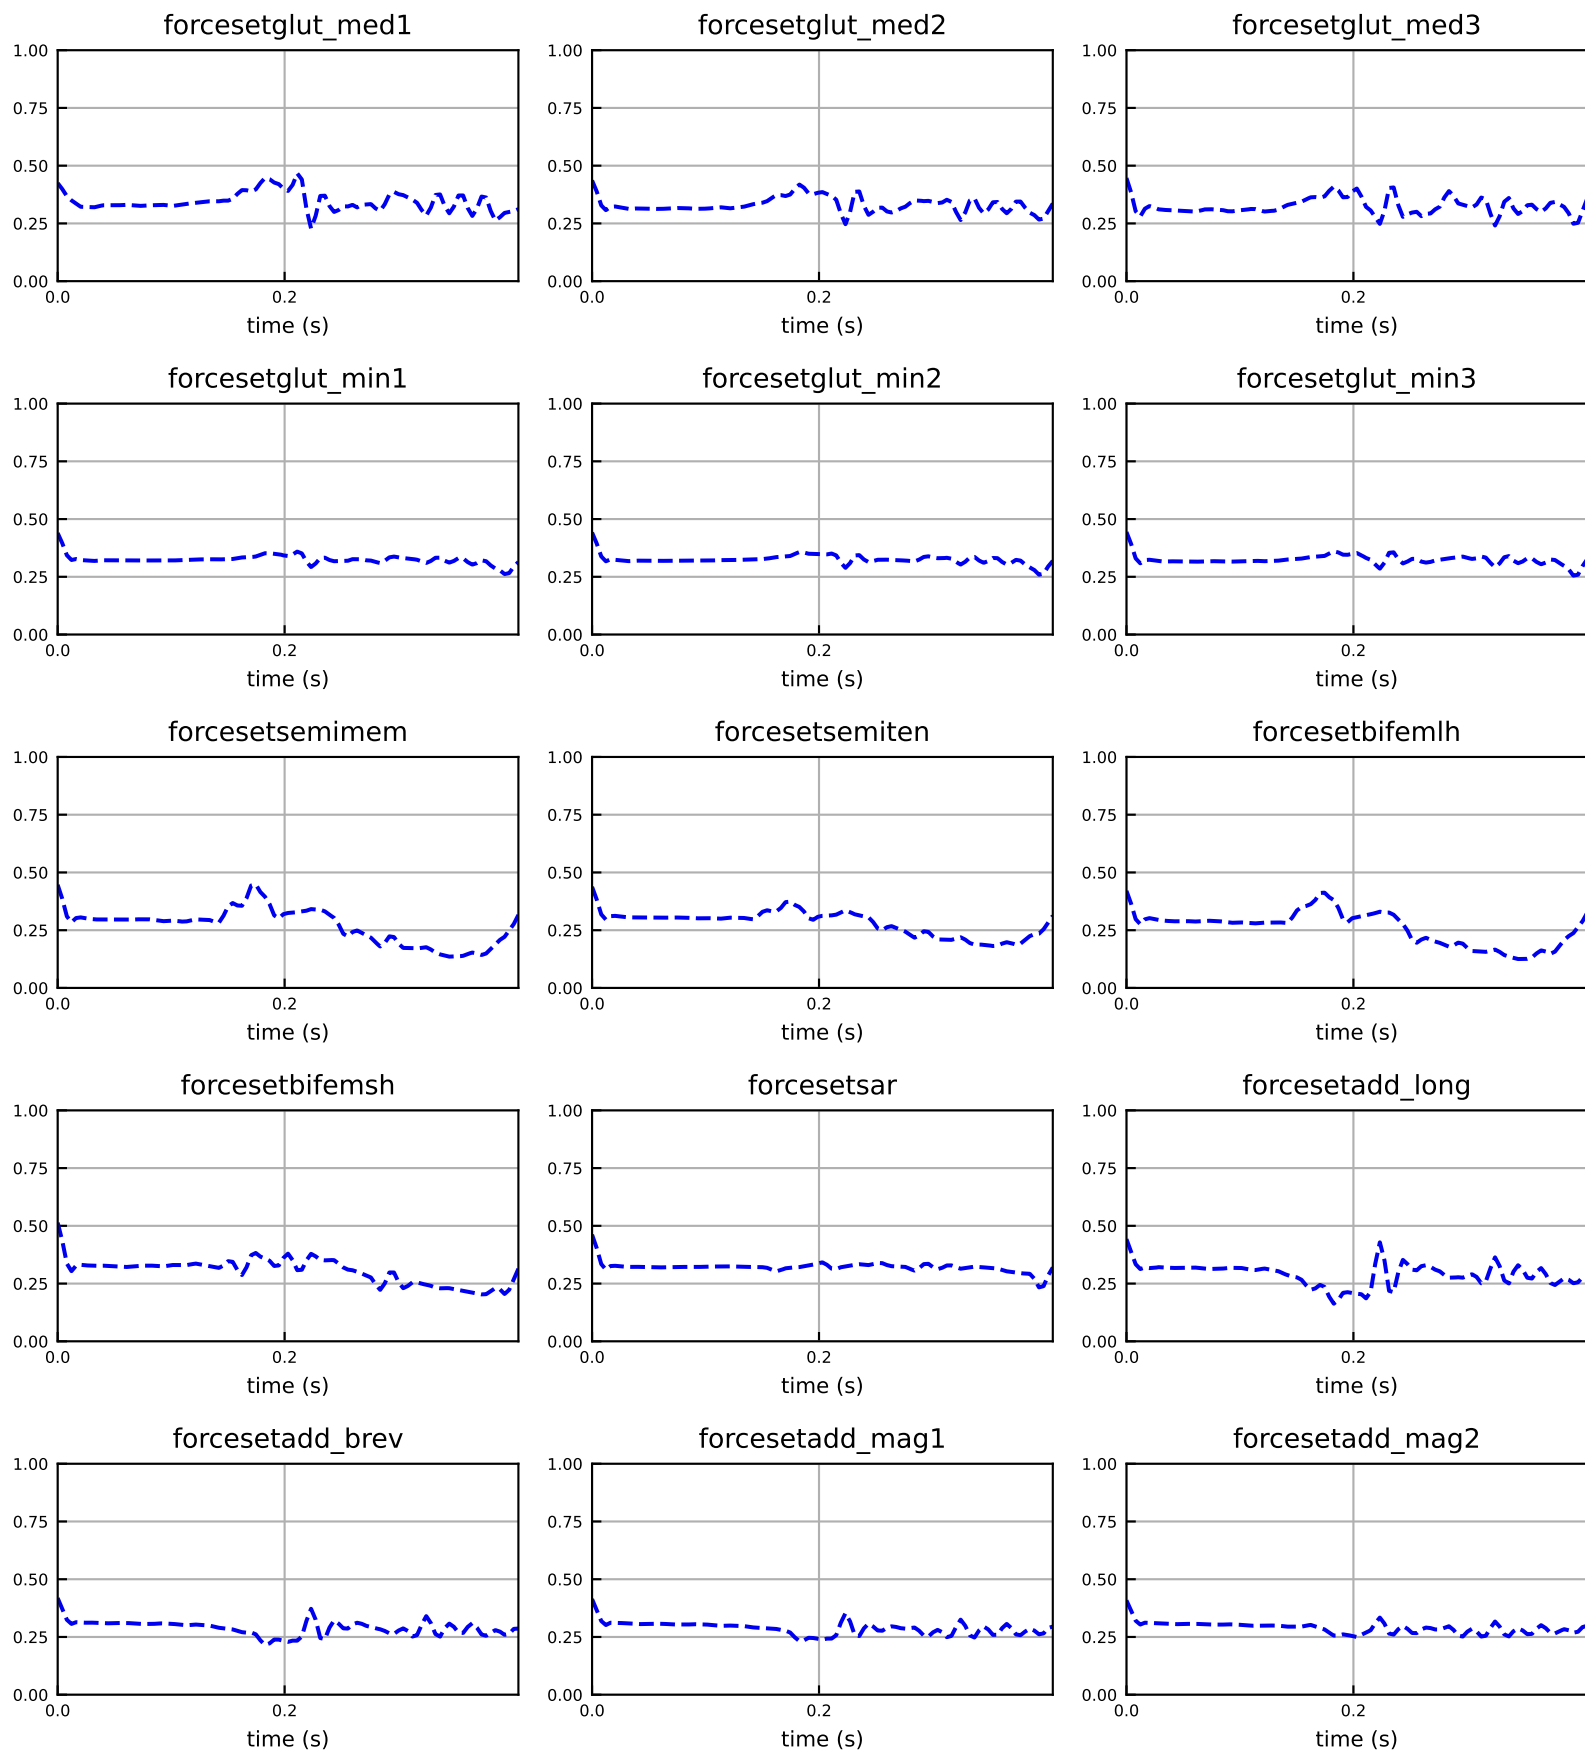 forcesetglut_med1 forcesetglut_med2 forcesetglut_med3
1.00 1.00 1.00
0.75 0.75 0.75
0.50 0.50 0.50
0.25 0.25 0.25
0.00 0.00 0.00
0.0 0.2 0.0 0.2 0.0 0.2
time (s) time (s) time (s)
forcesetglut_min1 forcesetglut_min2 forcesetglut_min3
1.00 1.00 1.00
0.75 0.75 0.75
0.50 0.50 0.50
0.25 0.25 0.25
0.00 0.00 0.00
0.0 0.2 0.0 0.2 0.0 0.2
time (s) time (s) time (s)
forcesetsemimem forcesetsemiten forcesetbifemlh
1.00 1.00 1.00
0.75 0.75 0.75
0.50 0.50 0.50
0.25 0.25 0.25
0.00 0.00 0.00
0.0 0.2 0.0 0.2 0.0 0.2
time (s) time (s) time (s)
forcesetbifemsh forcesetsar forcesetadd_long
1.00 1.00 1.00
0.75 0.75 0.75
0.50 0.50 0.50
0.25 0.25 0.25
0.00 0.00 0.00
0.0 0.2 0.0 0.2 0.0 0.2
time (s) time (s) time (s)
forcesetadd_brev forcesetadd_mag1 forcesetadd_mag2
1.00 1.00 1.00
0.75 0.75 0.75
0.50 0.50 0.50
0.25 0.25 0.25
0.00 0.00 0.00
0.0 0.2 0.0 0.2 0.0 0.2
time (s) time (s) time (s)